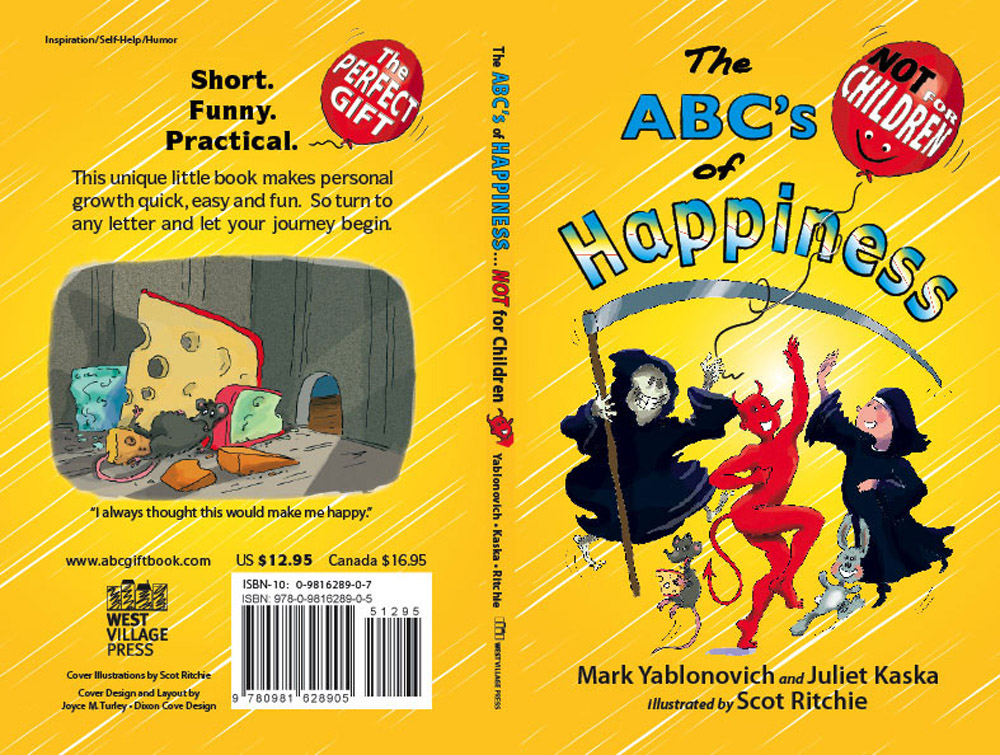 Inspiration/Self-Help/Humor
Short.
Funny.
Practical.
The
PERFECT
GIFT
This unique little book makes personal
growth quick, easy and fun. So turn to
any letter and let your journey begin.
"I always thought this would make me happy."
www.abcgiftbook.com US $12.95 Canada $16.95
ISBN-10: 0-9816289-0-7
ISBN: 978-0-9816289-0-5
51295
9 780981 628905
WEST
VILLAGE
PRESS
Cover Illustrations by Scot Ritchie
Cover Design and Layout by
Joyce M. Turley • Dixon Cove Design
The ABC's of HAPPINESS... NOT for Children Yablonovich • Kaska • Ritchie WEST VILLAGE PRESS
The
ABC's
of
Happiness
NOT FOR
CHILDREN
Mark Yablonovich and Juliet Kaska
illustrated by Scot Ritchie